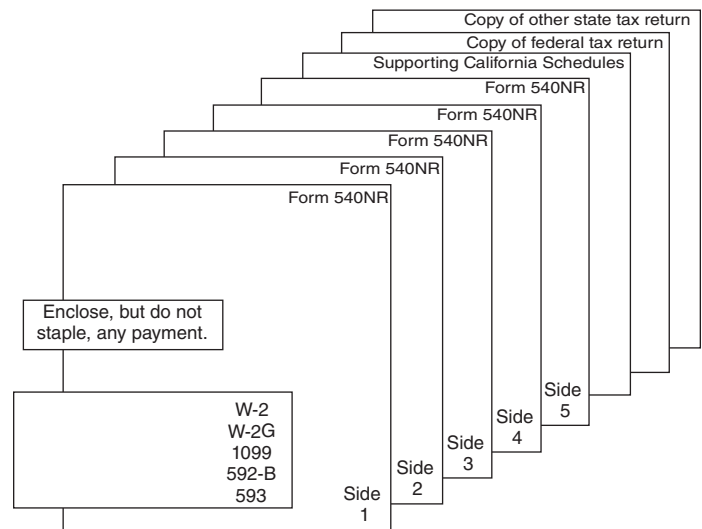 Copy of other state tax return
Copy of federal tax return
Supporting California Schedules
Form 540NR
Form 540NR
Form 540NR
Form 540NR
Form 540NR
Enclose, but do not
staple, any payment.
W-2
W-2G
1099
592-B
593
Side
1
Side
2
Side
3
Side
4
Side
5